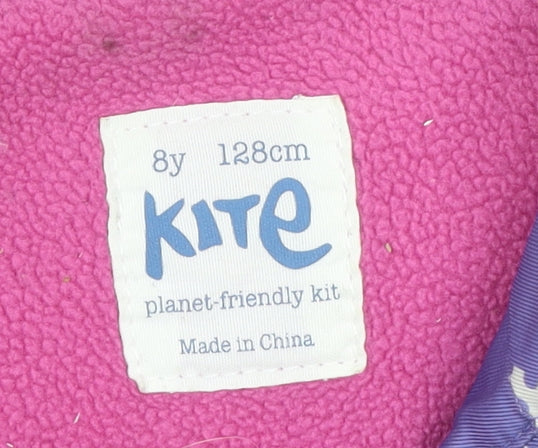 8y 128cm
KITe
planet-friendly kit
Made in China